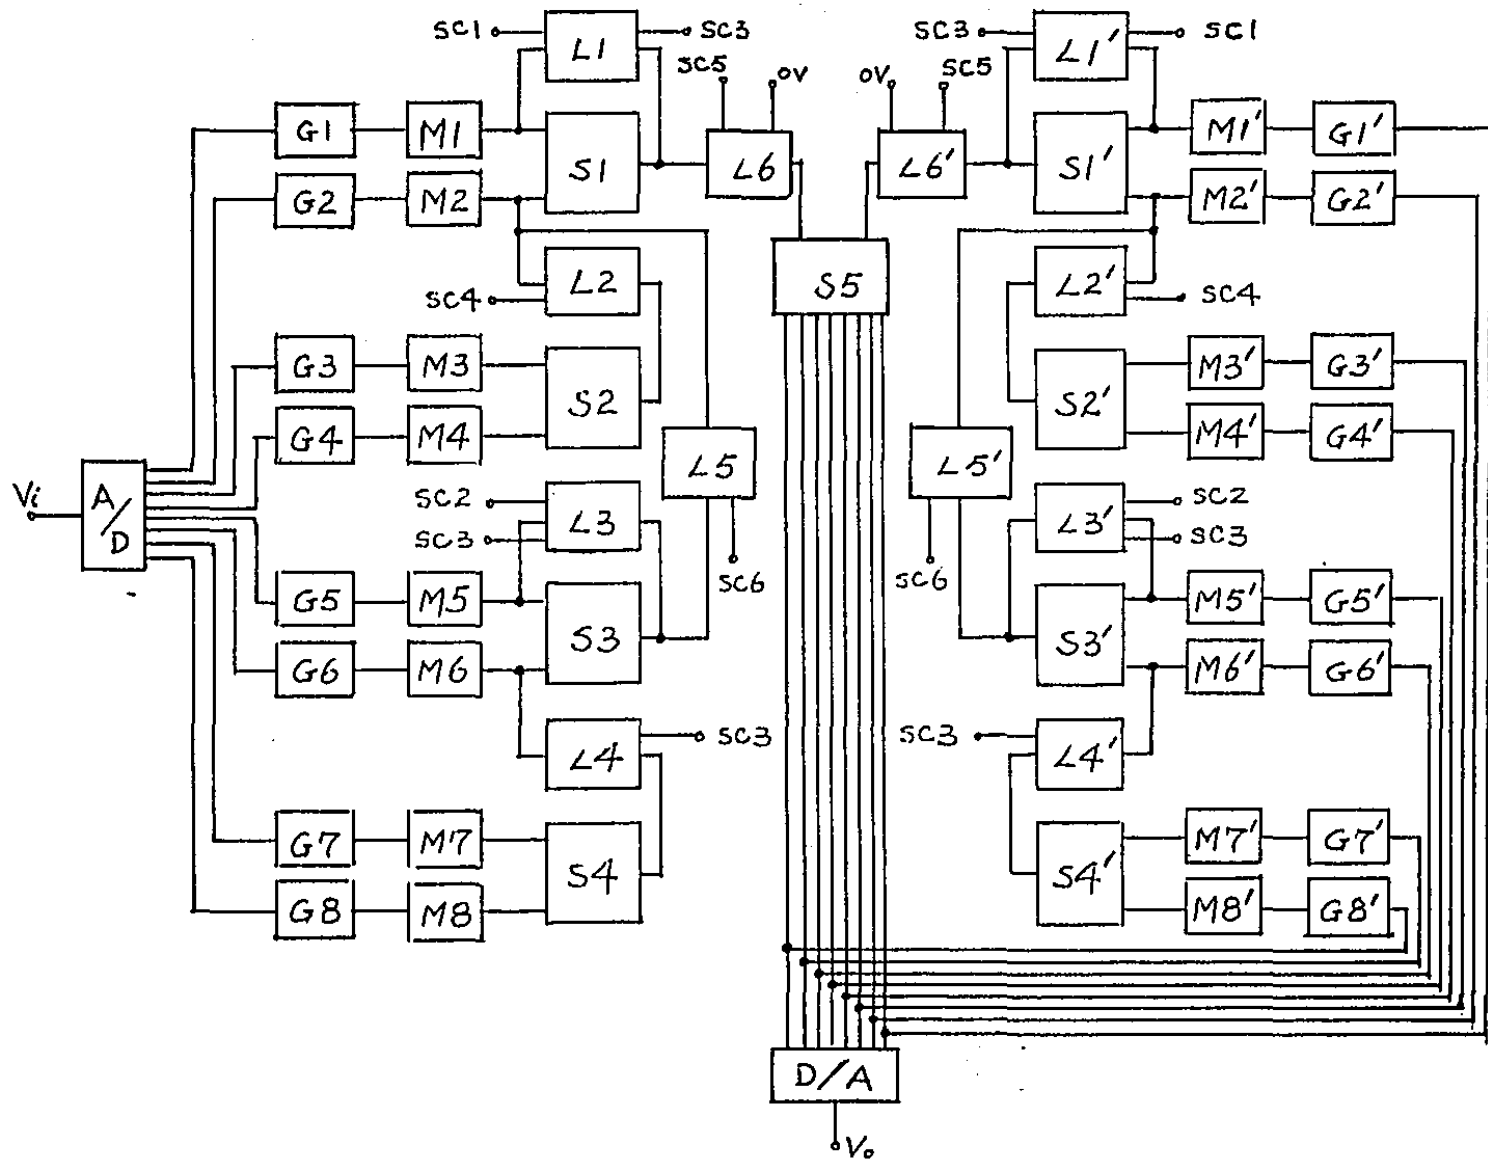 SC1 L1 SC3 SC3 L1' SC1
SC5 OV OV SC5
G1 M1 S1 L6 L6' S1' M1' G1'
G2 M2 M2' G2'
L2 S5 L2'
SC4 SC4
G3 M3 S2 S2' M3' G3'
G4 M4 M4' G4'
L5 L5'
Vi A/D
SC2 L3 L3' SC2
SC3 SC3
SC6 SC6
G5 M5 S3 S3' M5' G5'
G6 M6 M6' G6'
L4 SC3 SC3 L4'
G7 M7 S4 S4' M7' G7'
G8 M8 M8' G8'
D/A
Vo